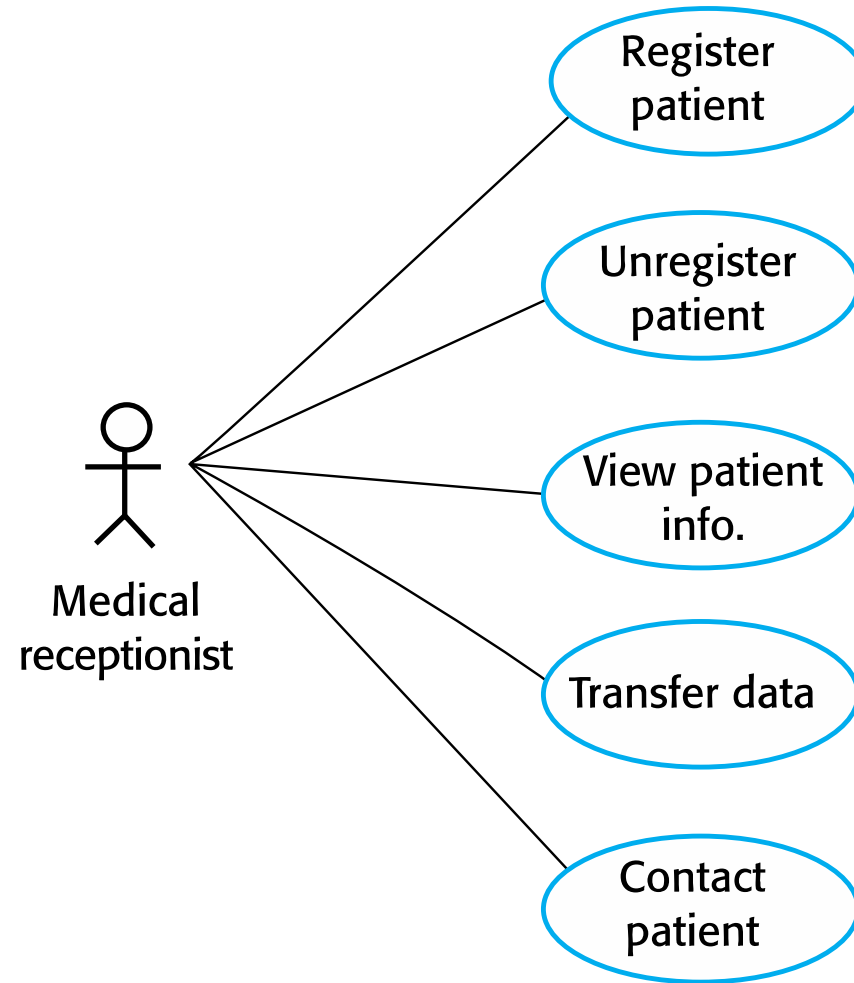 Register
patient
Unregister
patient
View patient
info.
Medical
receptionist
Transfer data
Contact
patient